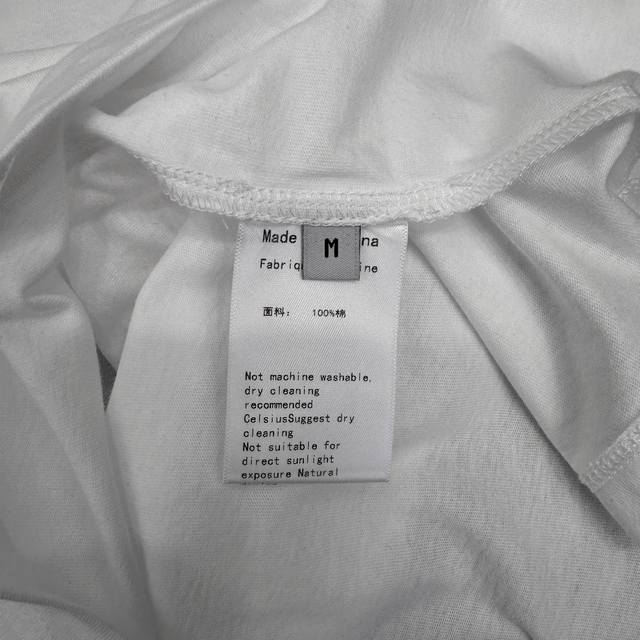 Made na
M
Fabriq ine
面料： 100%棉
Not machine washable,
dry cleaning
recommended
CelsiusSuggest dry
cleaning
Not suitable for
direct sunlight
exposure Natural